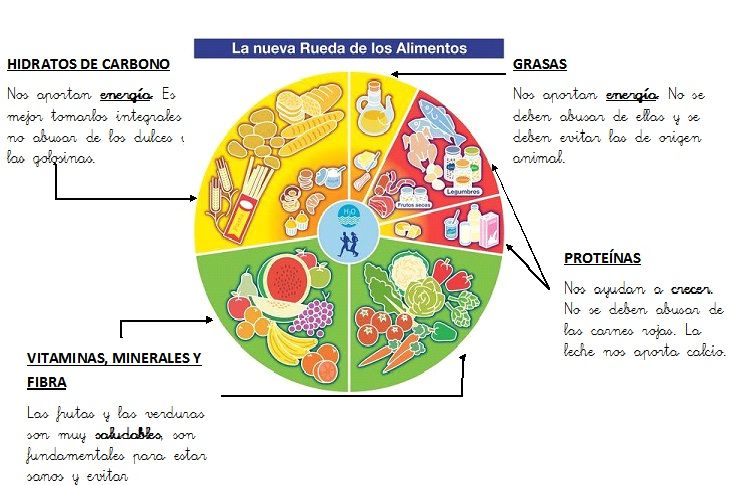 La nueva Rueda de los Alimentos
HIDRATOS DE CARBONO
Nos aportan energía. Es
mejor tomarlos integrales
no abusar de los dulces
las golosinas.
GRASAS
Nos aportan energía. No se
deben abusar de ellas y se
deben evitar las de origen
animal.
Legumbres
Frutos secos
H2O
PROTEÍNAS
Nos ayudan a crecer.
No se deben abusar de
las carnes rojas. La
leche nos aporta calcio.
VITAMINAS, MINERALES Y
FIBRA
Las frutas y las verduras
son muy saludables, son
fundamentales para estar
sanos y evitar